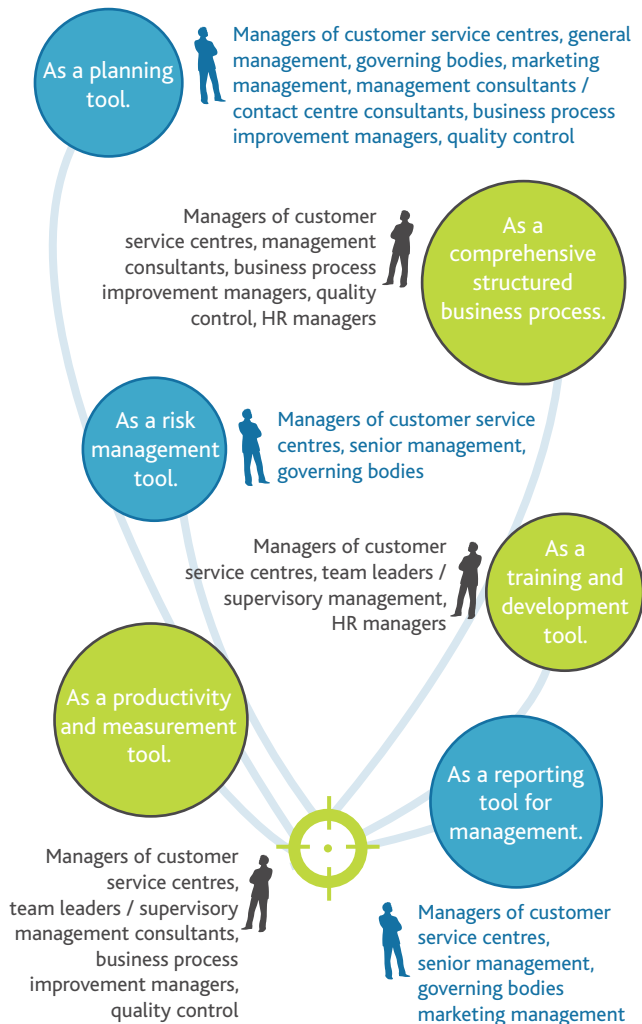 As a planning
tool.
Managers of customer service centres, general
management, governing bodies, marketing
management, management consultants /
contact centre consultants, business process
improvement managers, quality control
Managers of customer
service centres, management
consultants, business process
improvement managers, quality
control, HR managers
As a
comprehensive
structured
business process.
As a risk
management
tool.
Managers of customer service
centres, senior management,
governing bodies
Managers of customer
service centres, team leaders /
supervisory management,
HR managers
As a
training and
development
tool.
As a productivity
and measurement
tool.
As a reporting
tool for
management.
Managers of customer
service centres,
team leaders / supervisory
management consultants,
business process
improvement managers,
quality control
Managers of customer
service centres,
senior management,
governing bodies
marketing management